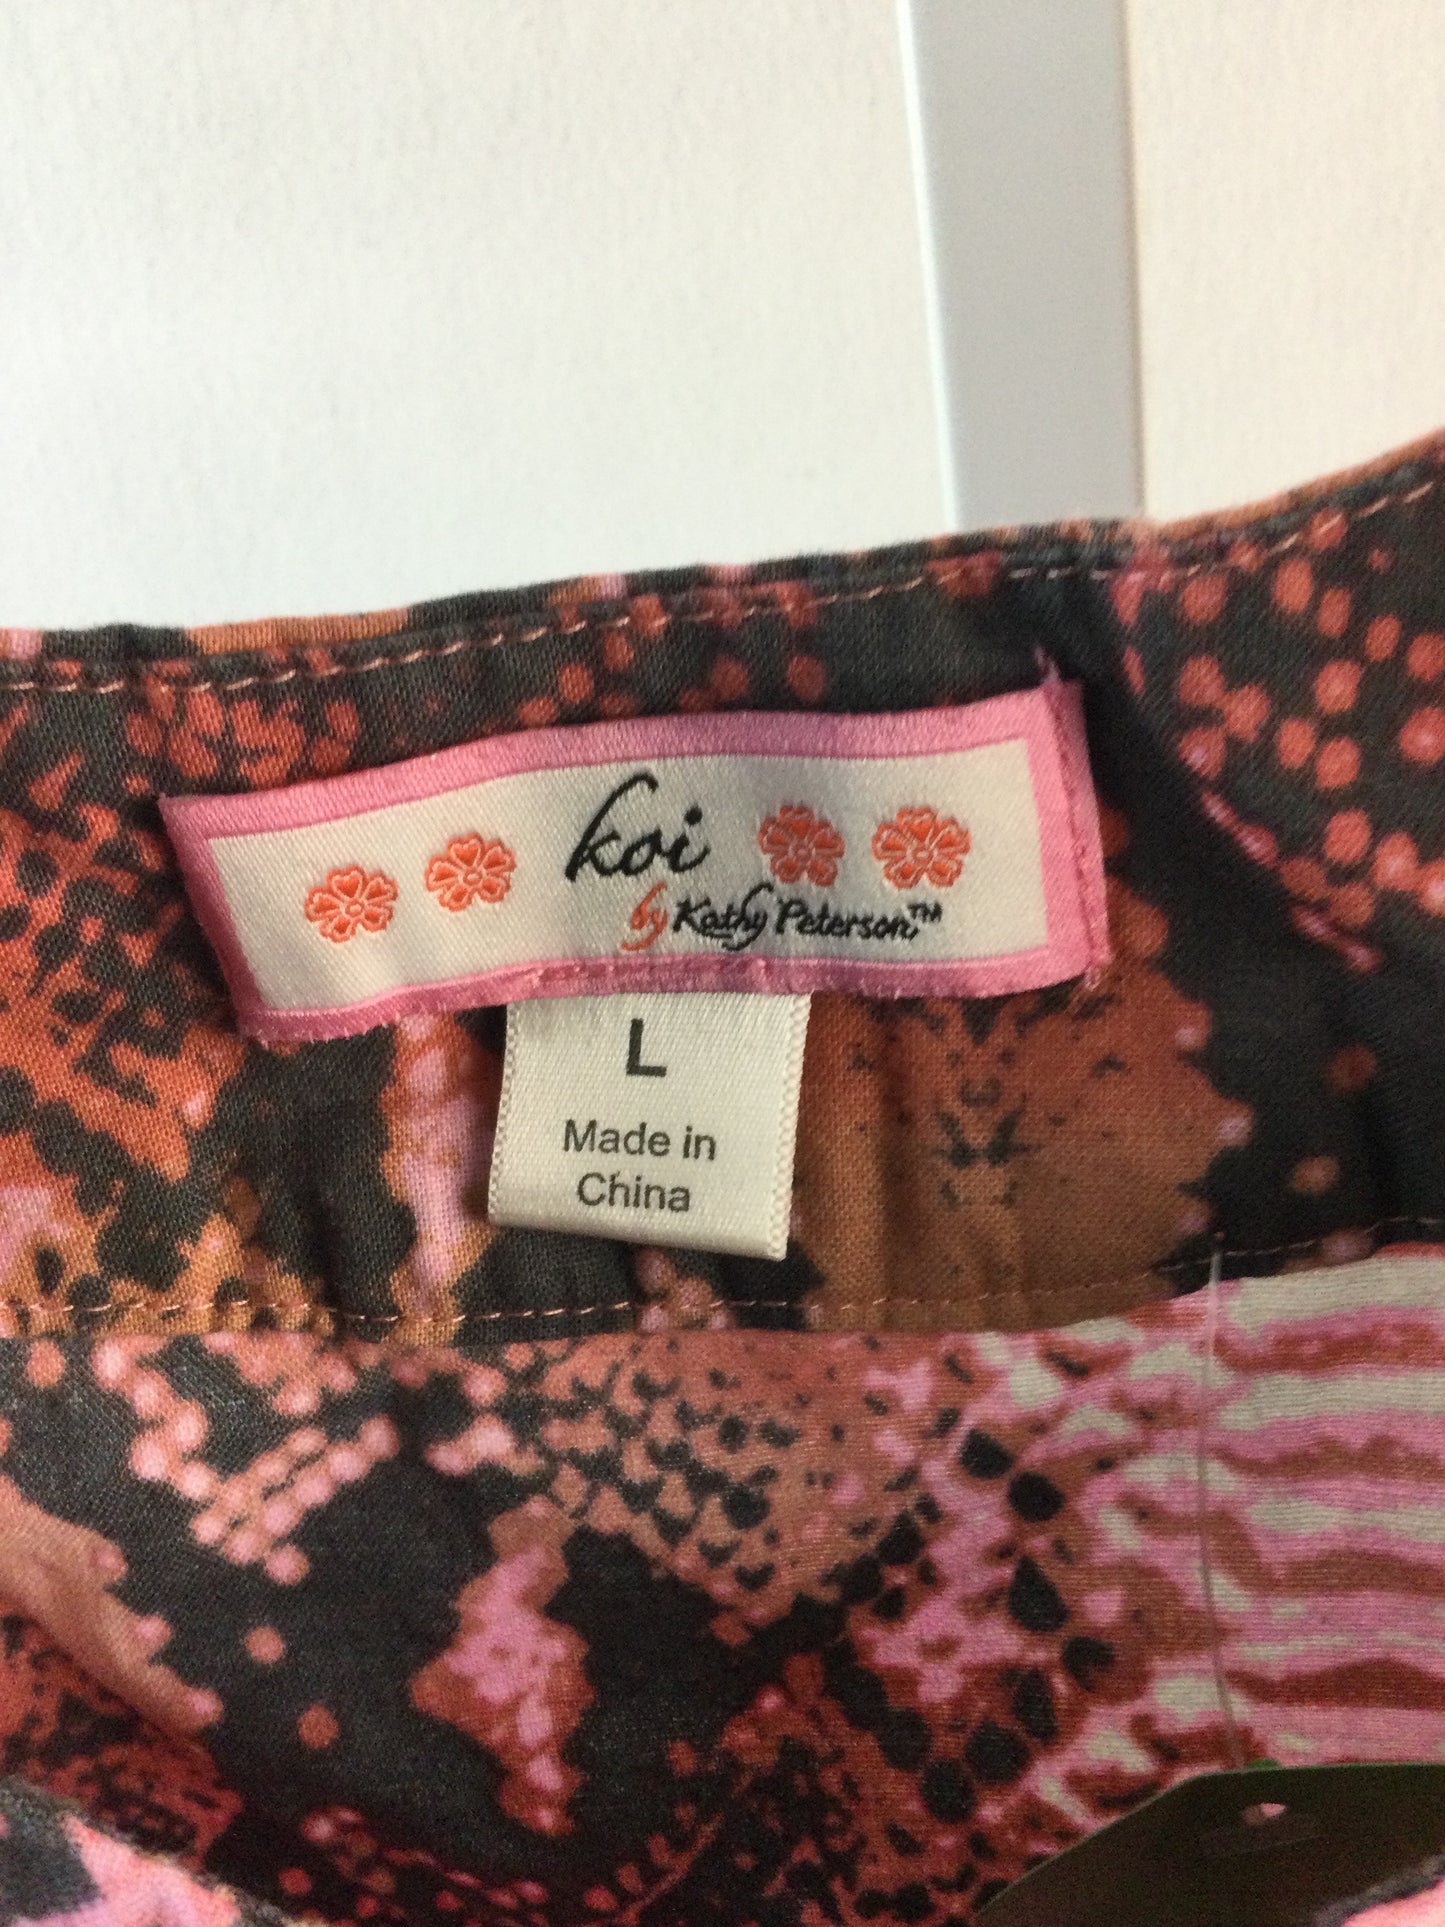 koi
by Kathy Peterson™
L
Made in
China